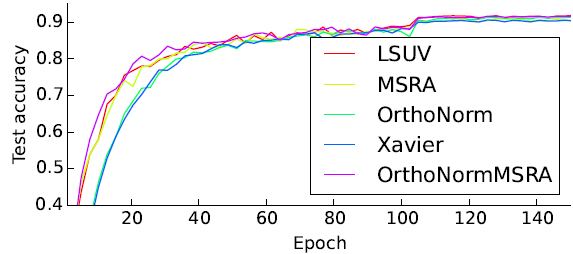 0.9
0.8
0.7
0.6
0.5
0.4
Test accuracy
LSUV
MSRA
OrthoNorm
Xavier
OrthoNormMSRA
20 40 60 80 100 120 140
Epoch